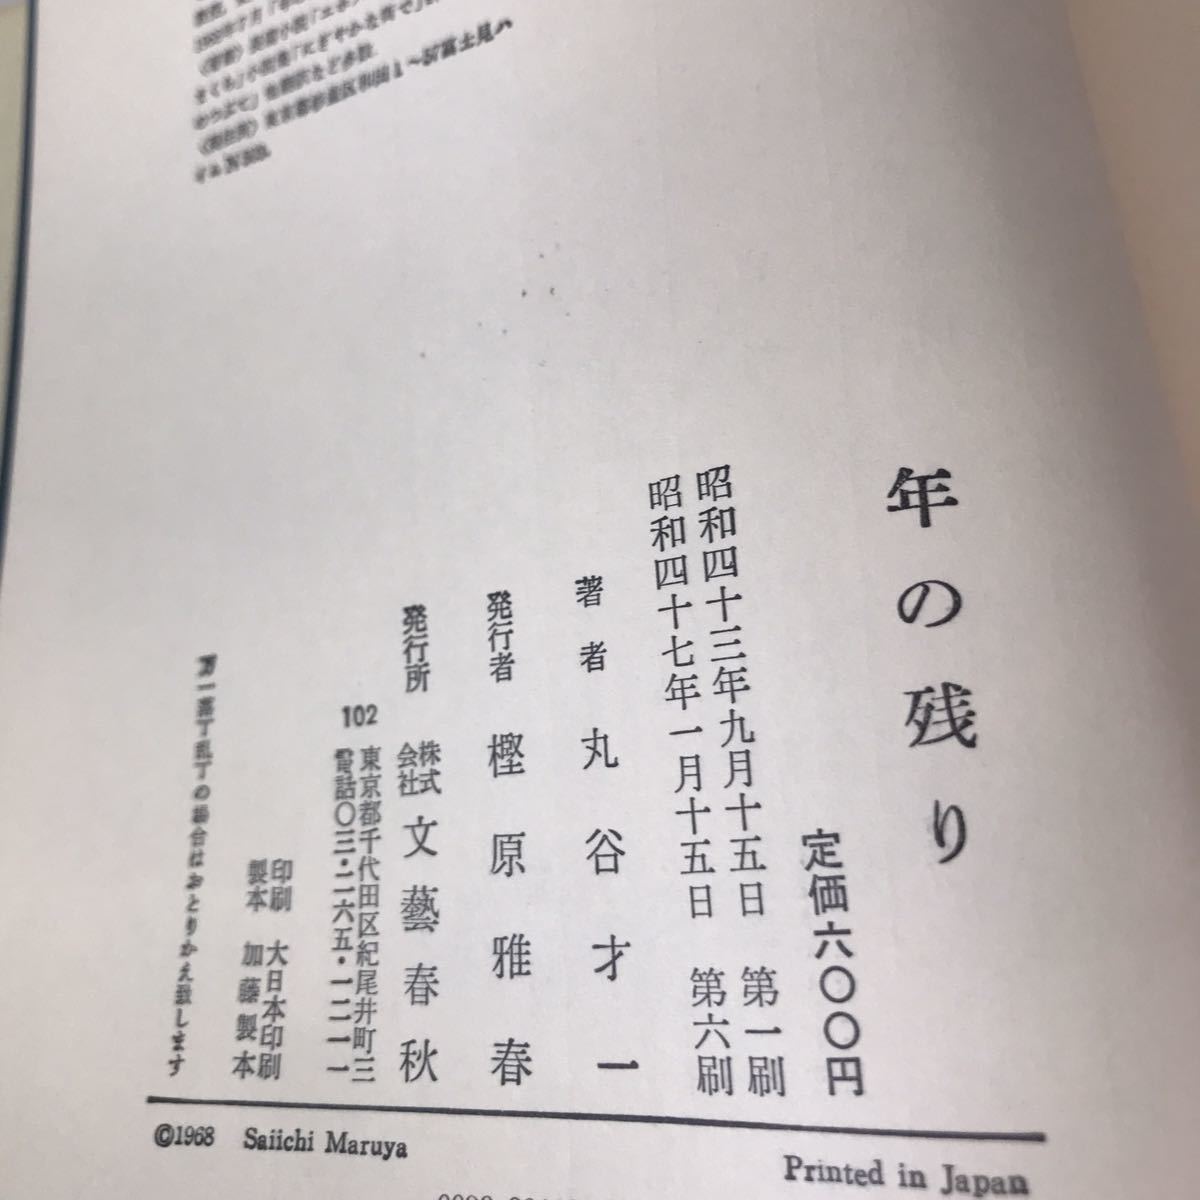 年の残り
定価六〇〇円
昭和四十三年九月十五日 第一刷
昭和四十七年一月十五日 第六刷
著者 丸谷才一
発行者 樫原雅春
発行所 株式会社 文藝春秋
102 東京都千代田区紀尾井町三
電話〇三・二六五・一二一一
印刷 大日本印刷
製本 加藤製本
万一落丁乱丁の場合はおとりかえ致します
©1968 Saiichi Maruya
Printed in Japan